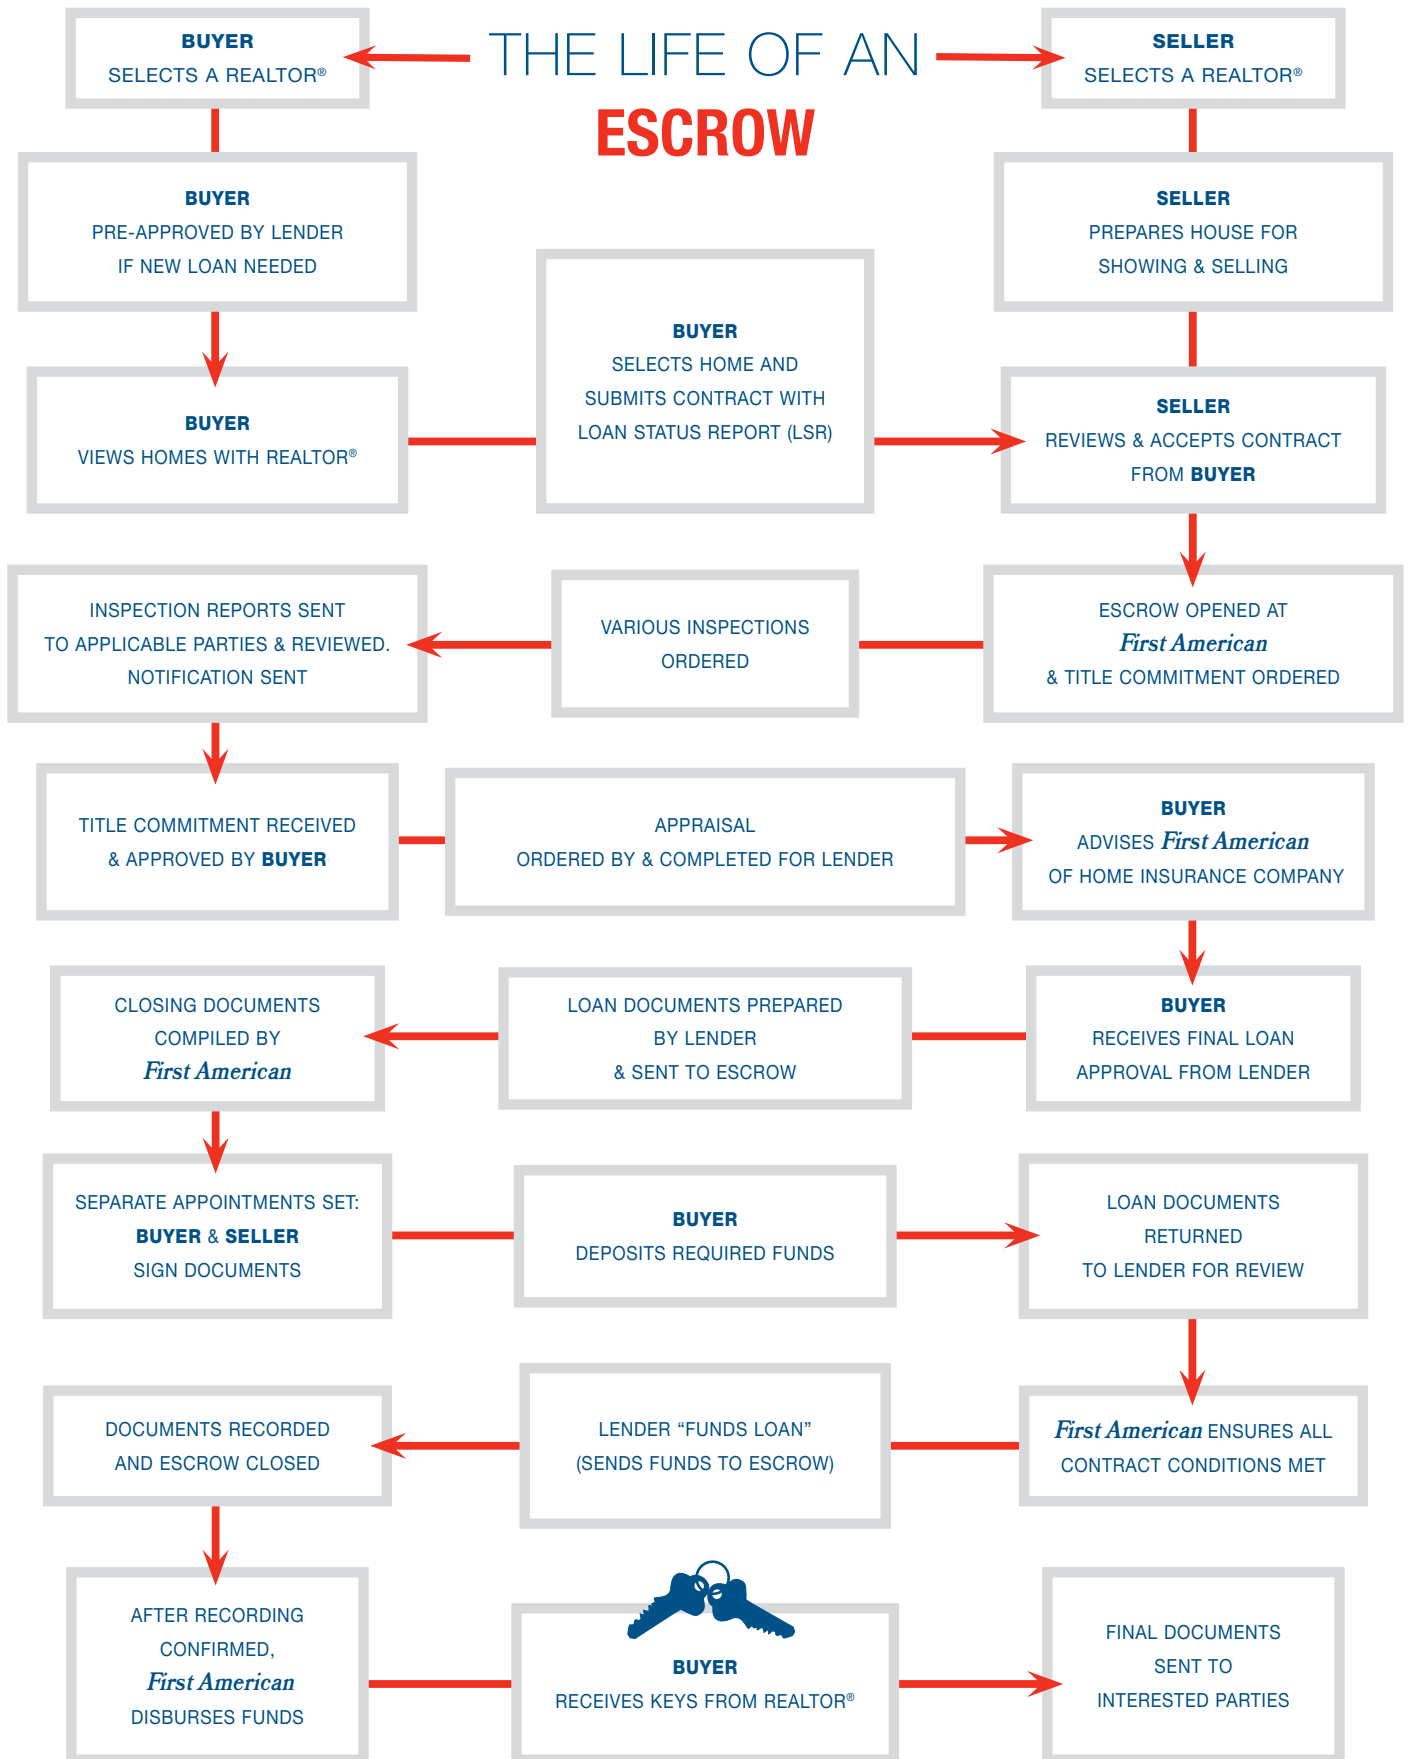 THE LIFE OF AN
ESCROW
BUYER
SELECTS A REALTOR®
SELLER
SELECTS A REALTOR®
BUYER
PRE-APPROVED BY LENDER
IF NEW LOAN NEEDED
SELLER
PREPARES HOUSE FOR
SHOWING & SELLING
BUYER
VIEWS HOMES WITH REALTOR®
BUYER
SELECTS HOME AND
SUBMITS CONTRACT WITH
LOAN STATUS REPORT (LSR)
SELLER
REVIEWS & ACCEPTS CONTRACT
FROM BUYER
ESCROW OPENED AT
First American
& TITLE COMMITMENT ORDERED
VARIOUS INSPECTIONS
ORDERED
INSPECTION REPORTS SENT
TO APPLICABLE PARTIES & REVIEWED.
NOTIFICATION SENT
TITLE COMMITMENT RECEIVED
& APPROVED BY BUYER
APPRAISAL
ORDERED BY & COMPLETED FOR LENDER
BUYER
ADVISES First American
OF HOME INSURANCE COMPANY
BUYER
RECEIVES FINAL LOAN
APPROVAL FROM LENDER
LOAN DOCUMENTS PREPARED
BY LENDER
& SENT TO ESCROW
CLOSING DOCUMENTS
COMPILED BY
First American
SEPARATE APPOINTMENTS SET:
BUYER & SELLER
SIGN DOCUMENTS
BUYER
DEPOSITS REQUIRED FUNDS
LOAN DOCUMENTS
RETURNED
TO LENDER FOR REVIEW
First American ENSURES ALL
CONTRACT CONDITIONS MET
LENDER “FUNDS LOAN”
(SENDS FUNDS TO ESCROW)
DOCUMENTS RECORDED
AND ESCROW CLOSED
AFTER RECORDING
CONFIRMED,
First American
DISBURSES FUNDS
BUYER
RECEIVES KEYS FROM REALTOR®
FINAL DOCUMENTS
SENT TO
INTERESTED PARTIES